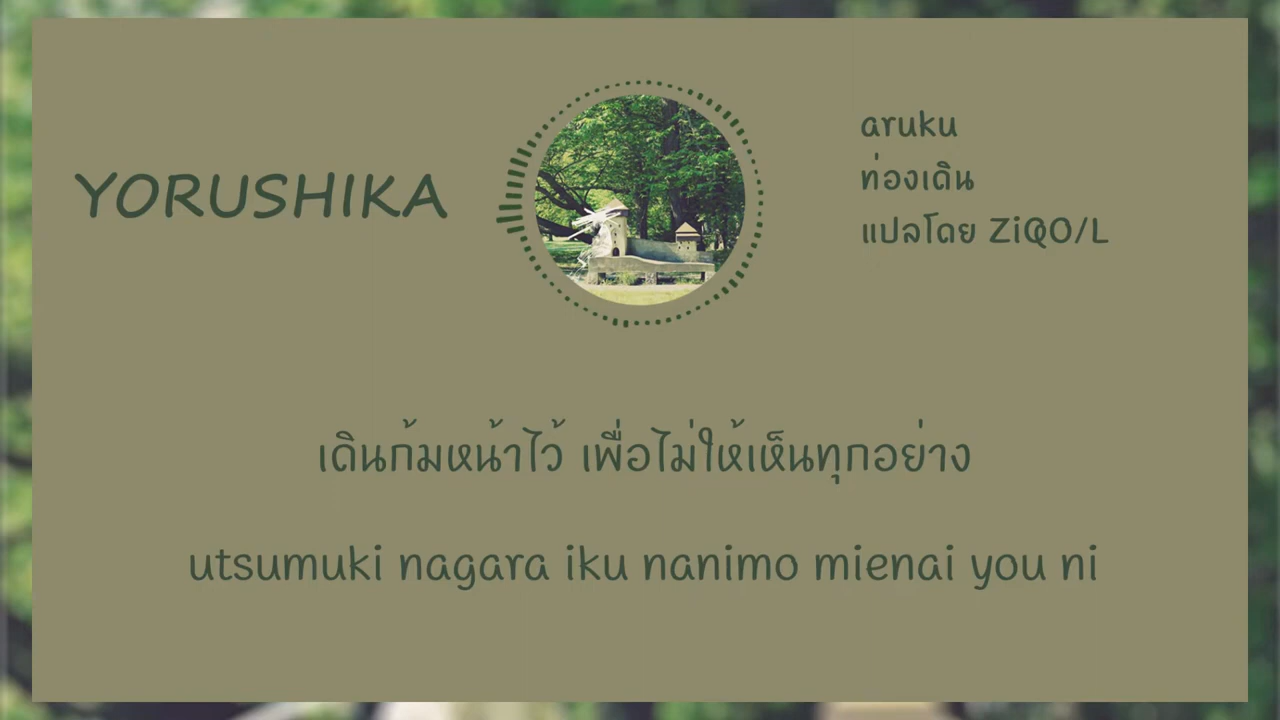 YORUSHIKA
aruku
ท่องเดิน
แปลโดย ZiQO/L
เดินก้มหน้าไว้ เพื่อไม่ให้เห็นทุกอย่าง
utsumuki nagara iku nanimo mienai you ni